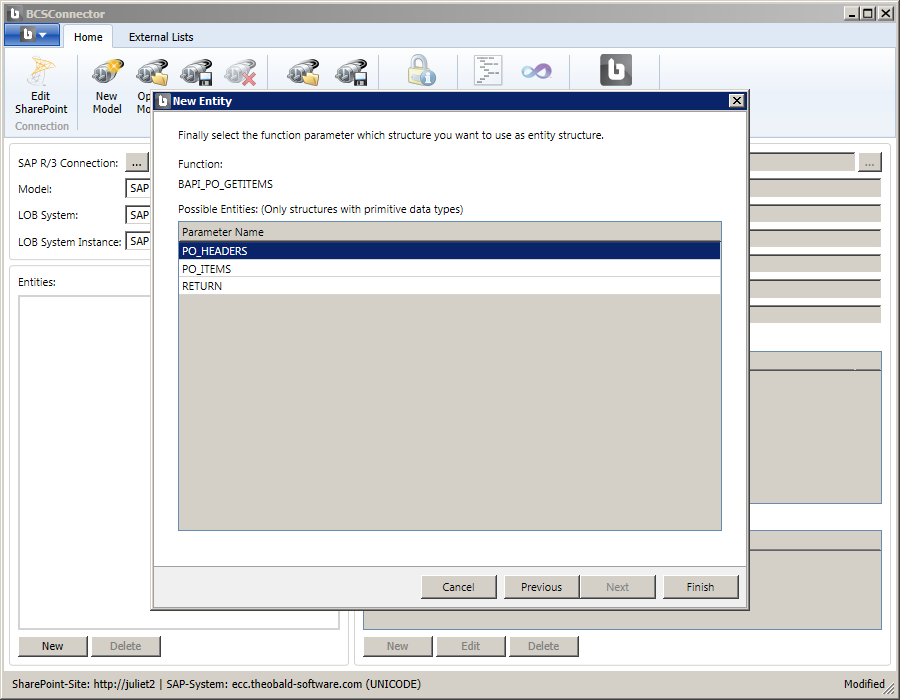 BCSConnector
Home
External Lists
Edit
SharePoint
Connection
New
Model
New Entity
Finally select the function parameter which structure you want to use as entity structure.
Function:
BAPI_PO_GETITEMS
Possible Entities: (Only structures with primitive data types)
Parameter Name
PO_HEADERS
PO_ITEMS
RETURN
Cancel
Previous
Next
Finish
SAP R/3 Connection:
...
...
Model:
SAP
LOB System:
SAP
LOB System Instance:
SAP
Entities:
New
Delete
New
Edit
Delete
SharePoint-Site: http://juliet2 | SAP-System: ecc.theobald-software.com (UNICODE)
Modified